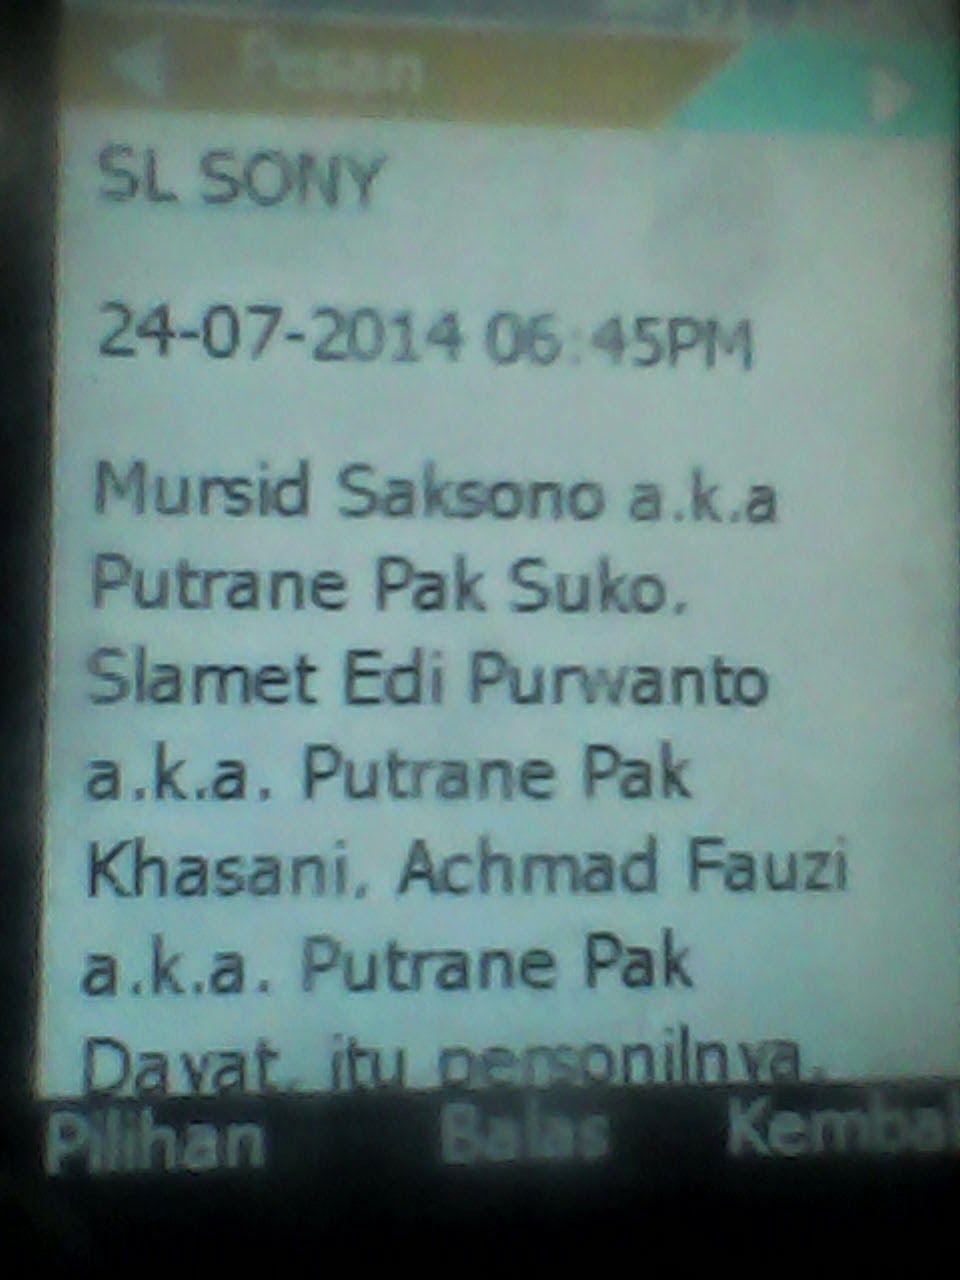 Pesan
SL SONY
24-07-2014 06:45PM
Mursid Saksono a.k.a
Putrane Pak Suko,
Slamet Edi Purwanto
a.k.a. Putrane Pak
Khasani, Achmad Fauzi
a.k.a. Putrane Pak
Dayat, itu personilnya.
Pilihan Balas Kembal